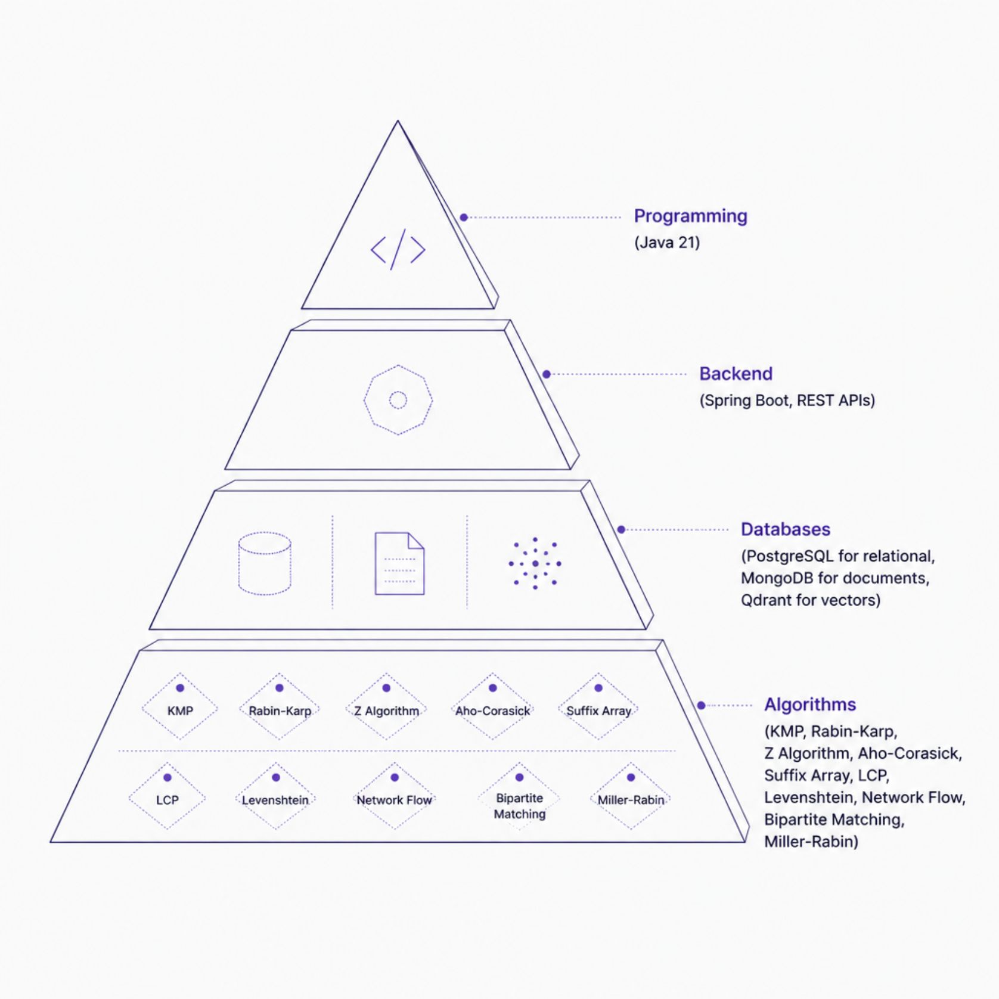 Programming
(Java 21)
Backend
(Spring Boot, REST APIs)
Databases
(PostgreSQL for relational,
MongoDB for documents,
Qdrant for vectors)
KMP
Rabin-Karp
Z Algorithm
Aho-Corasick
Suffix Array
LCP
Levenshtein
Network Flow
Bipartite
Matching
Miller-Rabin
Algorithms
(KMP, Rabin-Karp,
Z Algorithm, Aho-Corasick,
Suffix Array, LCP,
Levenshtein, Network Flow,
Bipartite Matching,
Miller-Rabin)